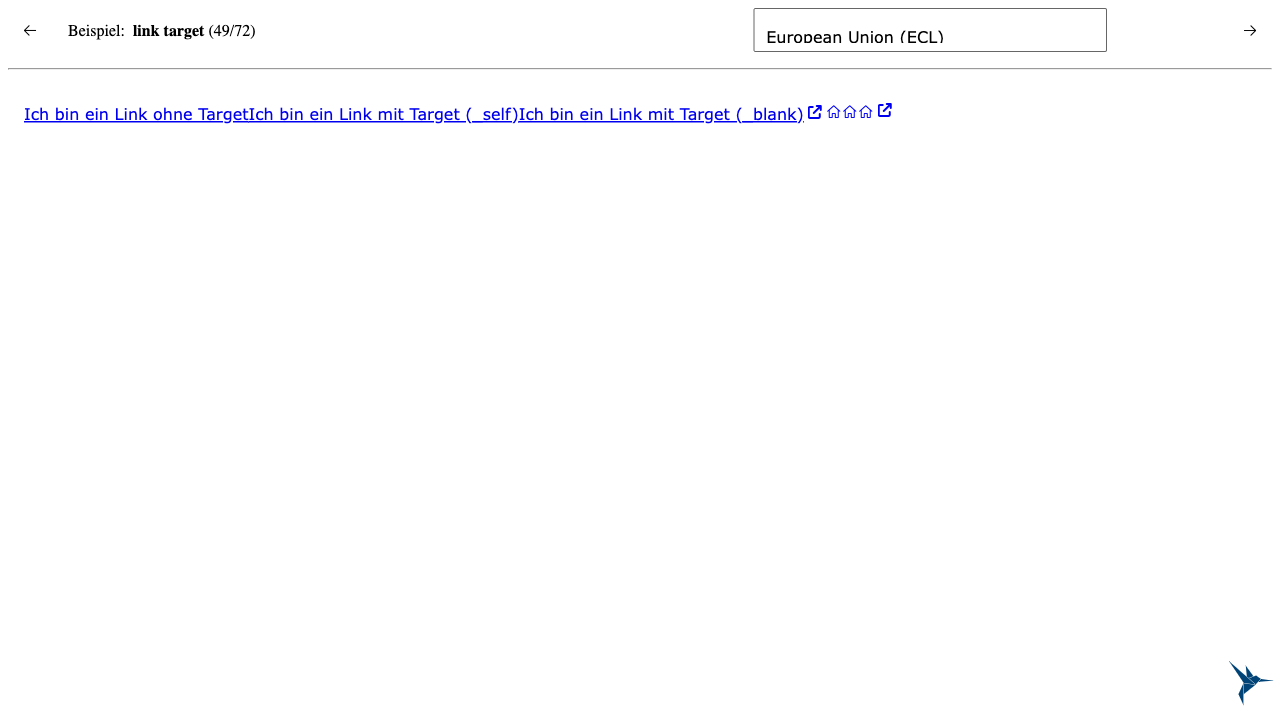 Beispiel: link target (49/72)
European Union (ECL)
Ich bin ein Link ohne TargetIch bin ein Link mit Target (_self)Ich bin ein Link mit Target (_blank)